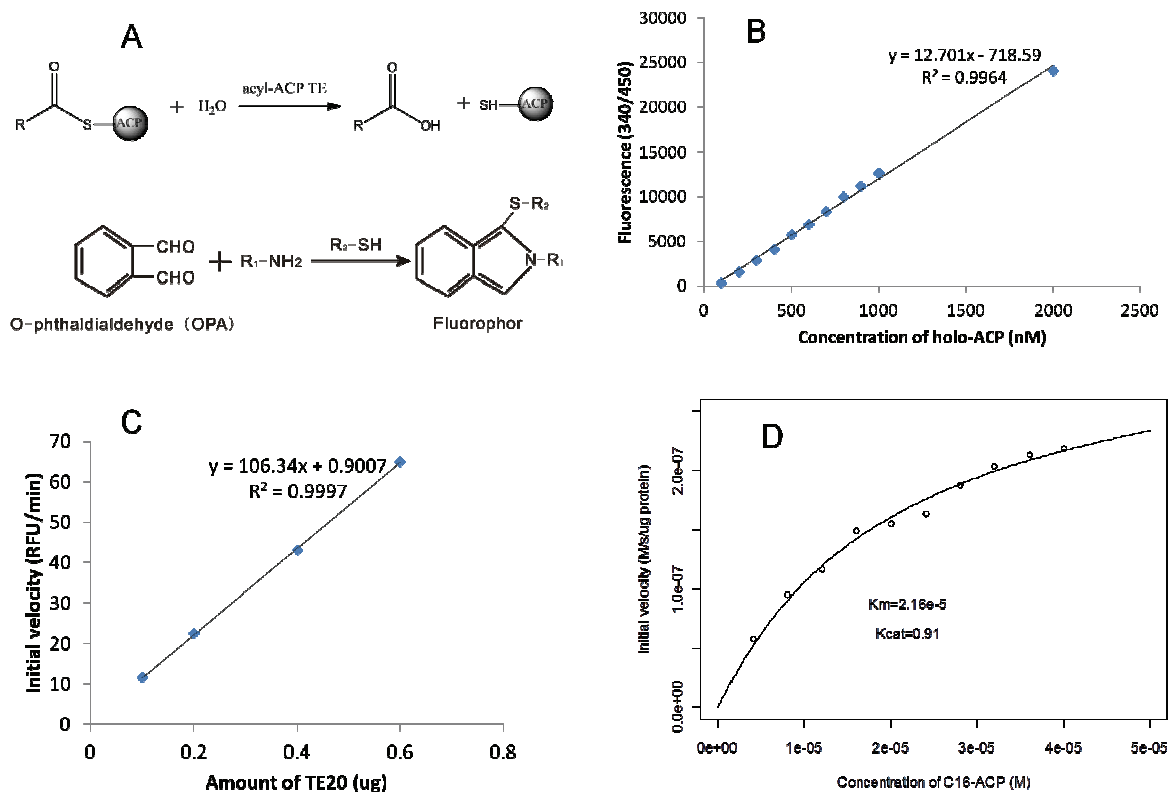 A
O
R
S
ACP
+ H₂O
acyl-ACP TE
O
R
OH
+ SH
ACP
CHO
CHO
+ R₁-NH2
R₂-SH
S-R₂
N-R₁
O-phthaldialdehyde (OPA)
Fluorophor
B
y = 12.701x - 718.59
R² = 0.9964
Fluorescence (340/450)
30000
25000
20000
15000
10000
5000
0
0 500 1000 1500 2000 2500
Concentration of holo-ACP (nM)
C
y = 106.34x + 0.9007
R² = 0.9997
Initial velocity (RFU/min)
70
60
50
40
30
20
10
0
0 0.2 0.4 0.6 0.8
Amount of TE20 (ug)
D
Initial velocity (M/s/ug protein)
2.0e-07
1.0e-07
0.0e+00
Km=2.16e-5
Kcat=0.91
0e+00 1e-05 2e-05 3e-05 4e-05 5e-05
Concentration of C16-ACP (M)